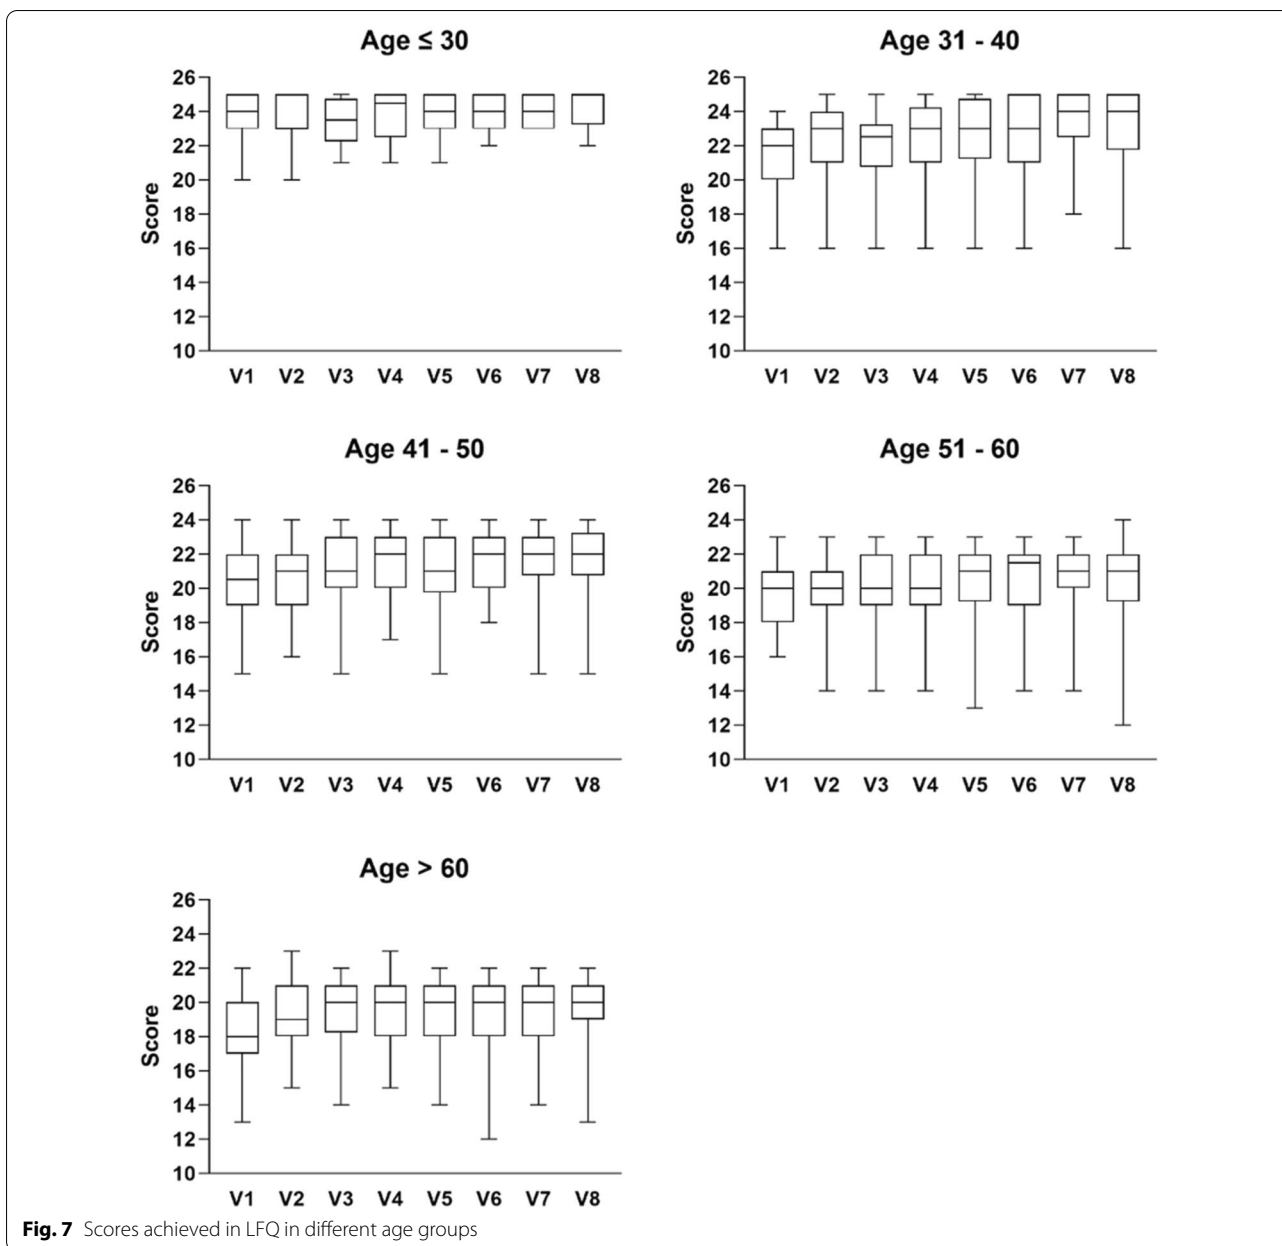 Age ≤ 30
26
24
22
20
18
16
14
12
10
Score
V1 V2 V3 V4 V5 V6 V7 V8
Age 31 - 40
26
24
22
20
18
16
14
12
10
Score
V1 V2 V3 V4 V5 V6 V7 V8
Age 41 - 50
26
24
22
20
18
16
14
12
10
Score
V1 V2 V3 V4 V5 V6 V7 V8
Age 51 - 60
26
24
22
20
18
16
14
12
10
Score
V1 V2 V3 V4 V5 V6 V7 V8
Age > 60
26
24
22
20
18
16
14
12
10
Score
V1 V2 V3 V4 V5 V6 V7 V8
Fig. 7 Scores achieved in LFQ in different age groups